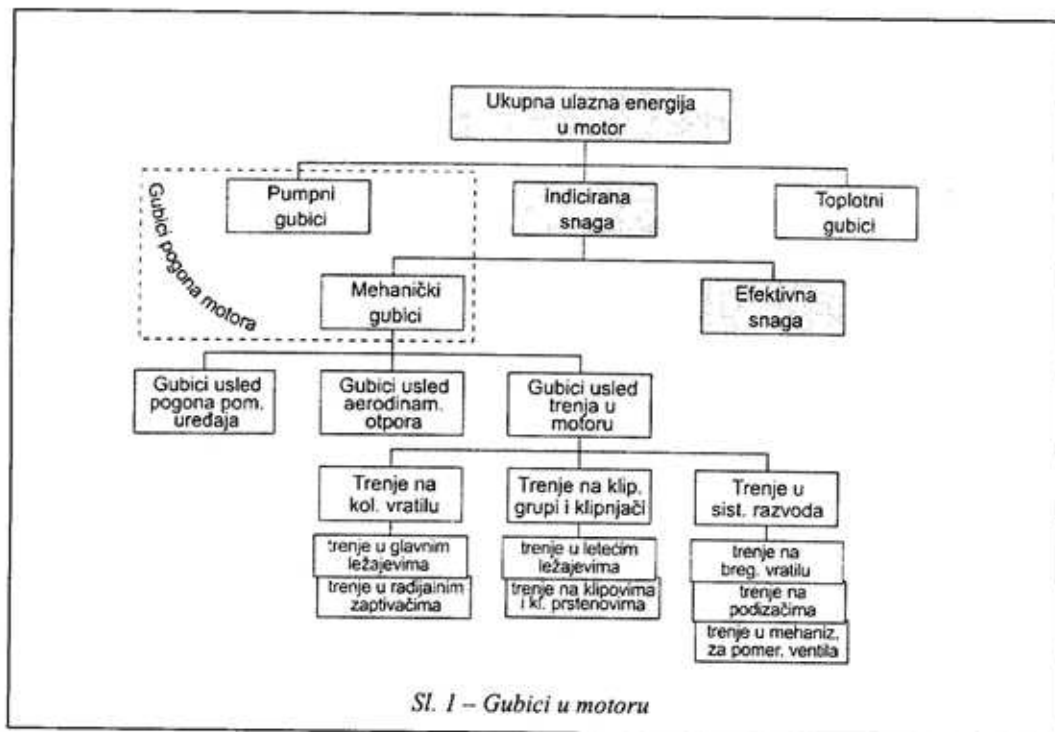 Ukupna ulazna energija
u motor
Gubici pogona motora
Pumpni
gubici
Indicirana
snaga
Toplotni
gubici
Mehanički
gubici
Efektivna
snaga
Gubici usled
pogona pom.
uređaja
Gubici usled
aerodinam.
otpora
Gubici usled
trenja u
motoru
Trenje na
kol. vratilu
Trenje na klip.
grupi i klipnjači
Trenje u
sist. razvoda
trenje u glavnim
ležajevima
trenje u radijalnim
zaptivačima
trenje u letećim
ležajevima
trenje na klipovima
i kl. prstenovima
trenje na
breg. vratilu
trenje na
podizačima
trenje u mehaniz.
za pomer. ventila
Sl. 1 – Gubici u motoru